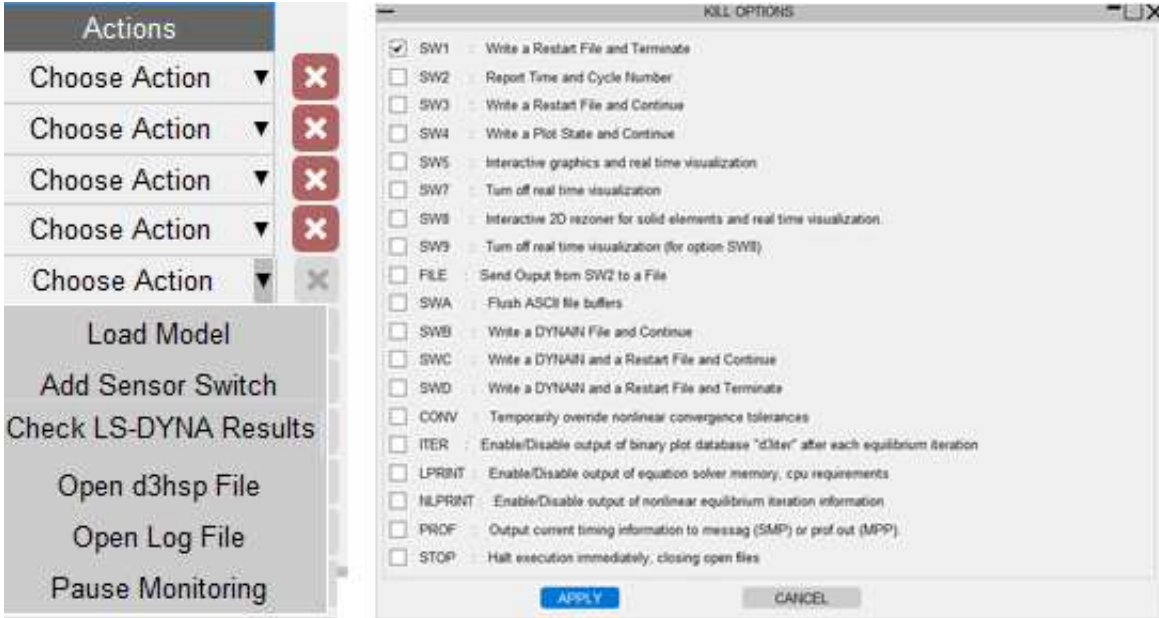 Actions
Choose Action
Choose Action
Choose Action
Choose Action
Choose Action
Load Model
Add Sensor Switch
Check LS-DYNA Results
Open d3hsp File
Open Log File
Pause Monitoring
KILL OPTIONS
SW1 : Write a Restart File and Terminate
SW2 : Report Time and Cycle Number
SW3 : Write a Restart File and Continue
SW4 : Write a Plot State and Continue
SW5 : Interactive graphics and real time visualization
SW7 : Turn off real time visualization
SW8 : Interactive 2D rezoner for solid elements and real time visualization.
SW9 : Turn off real time visualization (for option SW8)
FILE : Send Ouput from SW2 to a File
SWA : Flush ASCII file buffers
SWB : Write a DYNAIN File and Continue
SWC : Write a DYNAIN and a Restart File and Continue
SWD : Write a DYNAIN and a Restart File and Terminate
CONV : Temporarily override nonlinear convergence tolerances
ITER : Enable/Disable output of binary plot database "d3iter" after each equilibrium iteration
LPRINT : Enable/Disable output of equation solver memory, cpu requirements
NLPRINT : Enable/Disable output of nonlinear equilibrium iteration information
PROF : Output current timing information to messag (SMP) or prof out (MPP).
STOP : Halt execution immediately, closing open files
APPLY CANCEL